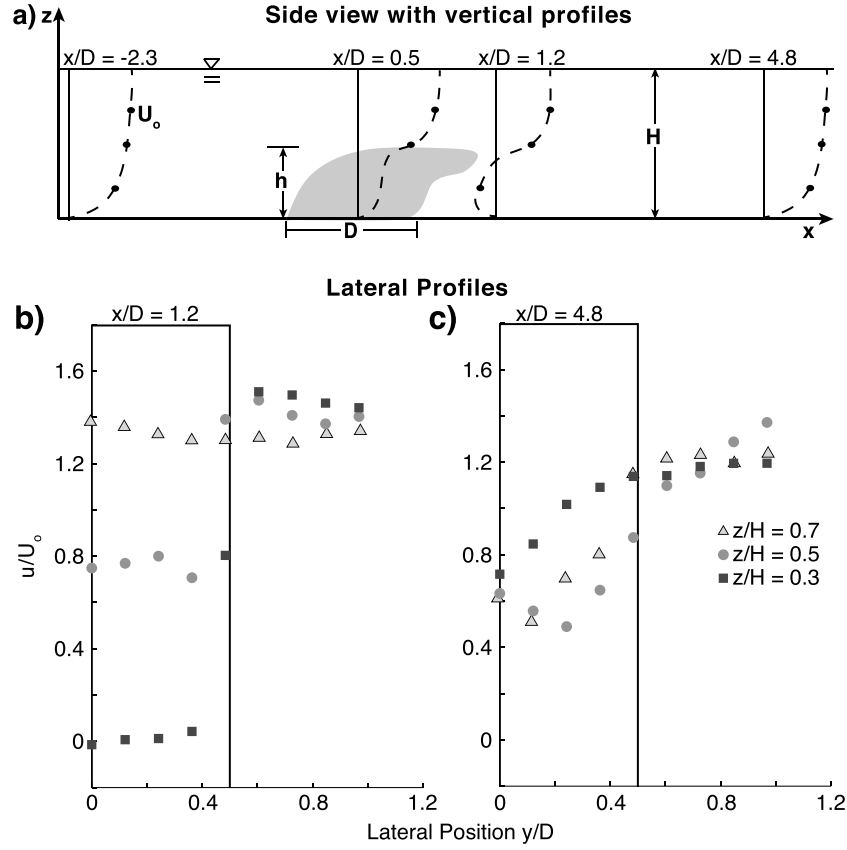 a)
Side view with vertical profiles
z
x/D = -2.3
x/D = 0.5
x/D = 1.2
x/D = 4.8
Uo
H
h
D
x
Lateral Profiles
b)
x/D = 1.2
c)
x/D = 4.8
1.6
1.2
0.8
0.4
0
u/Uo
0
0.4
0.8
1.2
1.6
1.2
0.8
0.4
0
z/H = 0.7
z/H = 0.5
z/H = 0.3
0
0.4
0.8
1.2
Lateral Position y/D